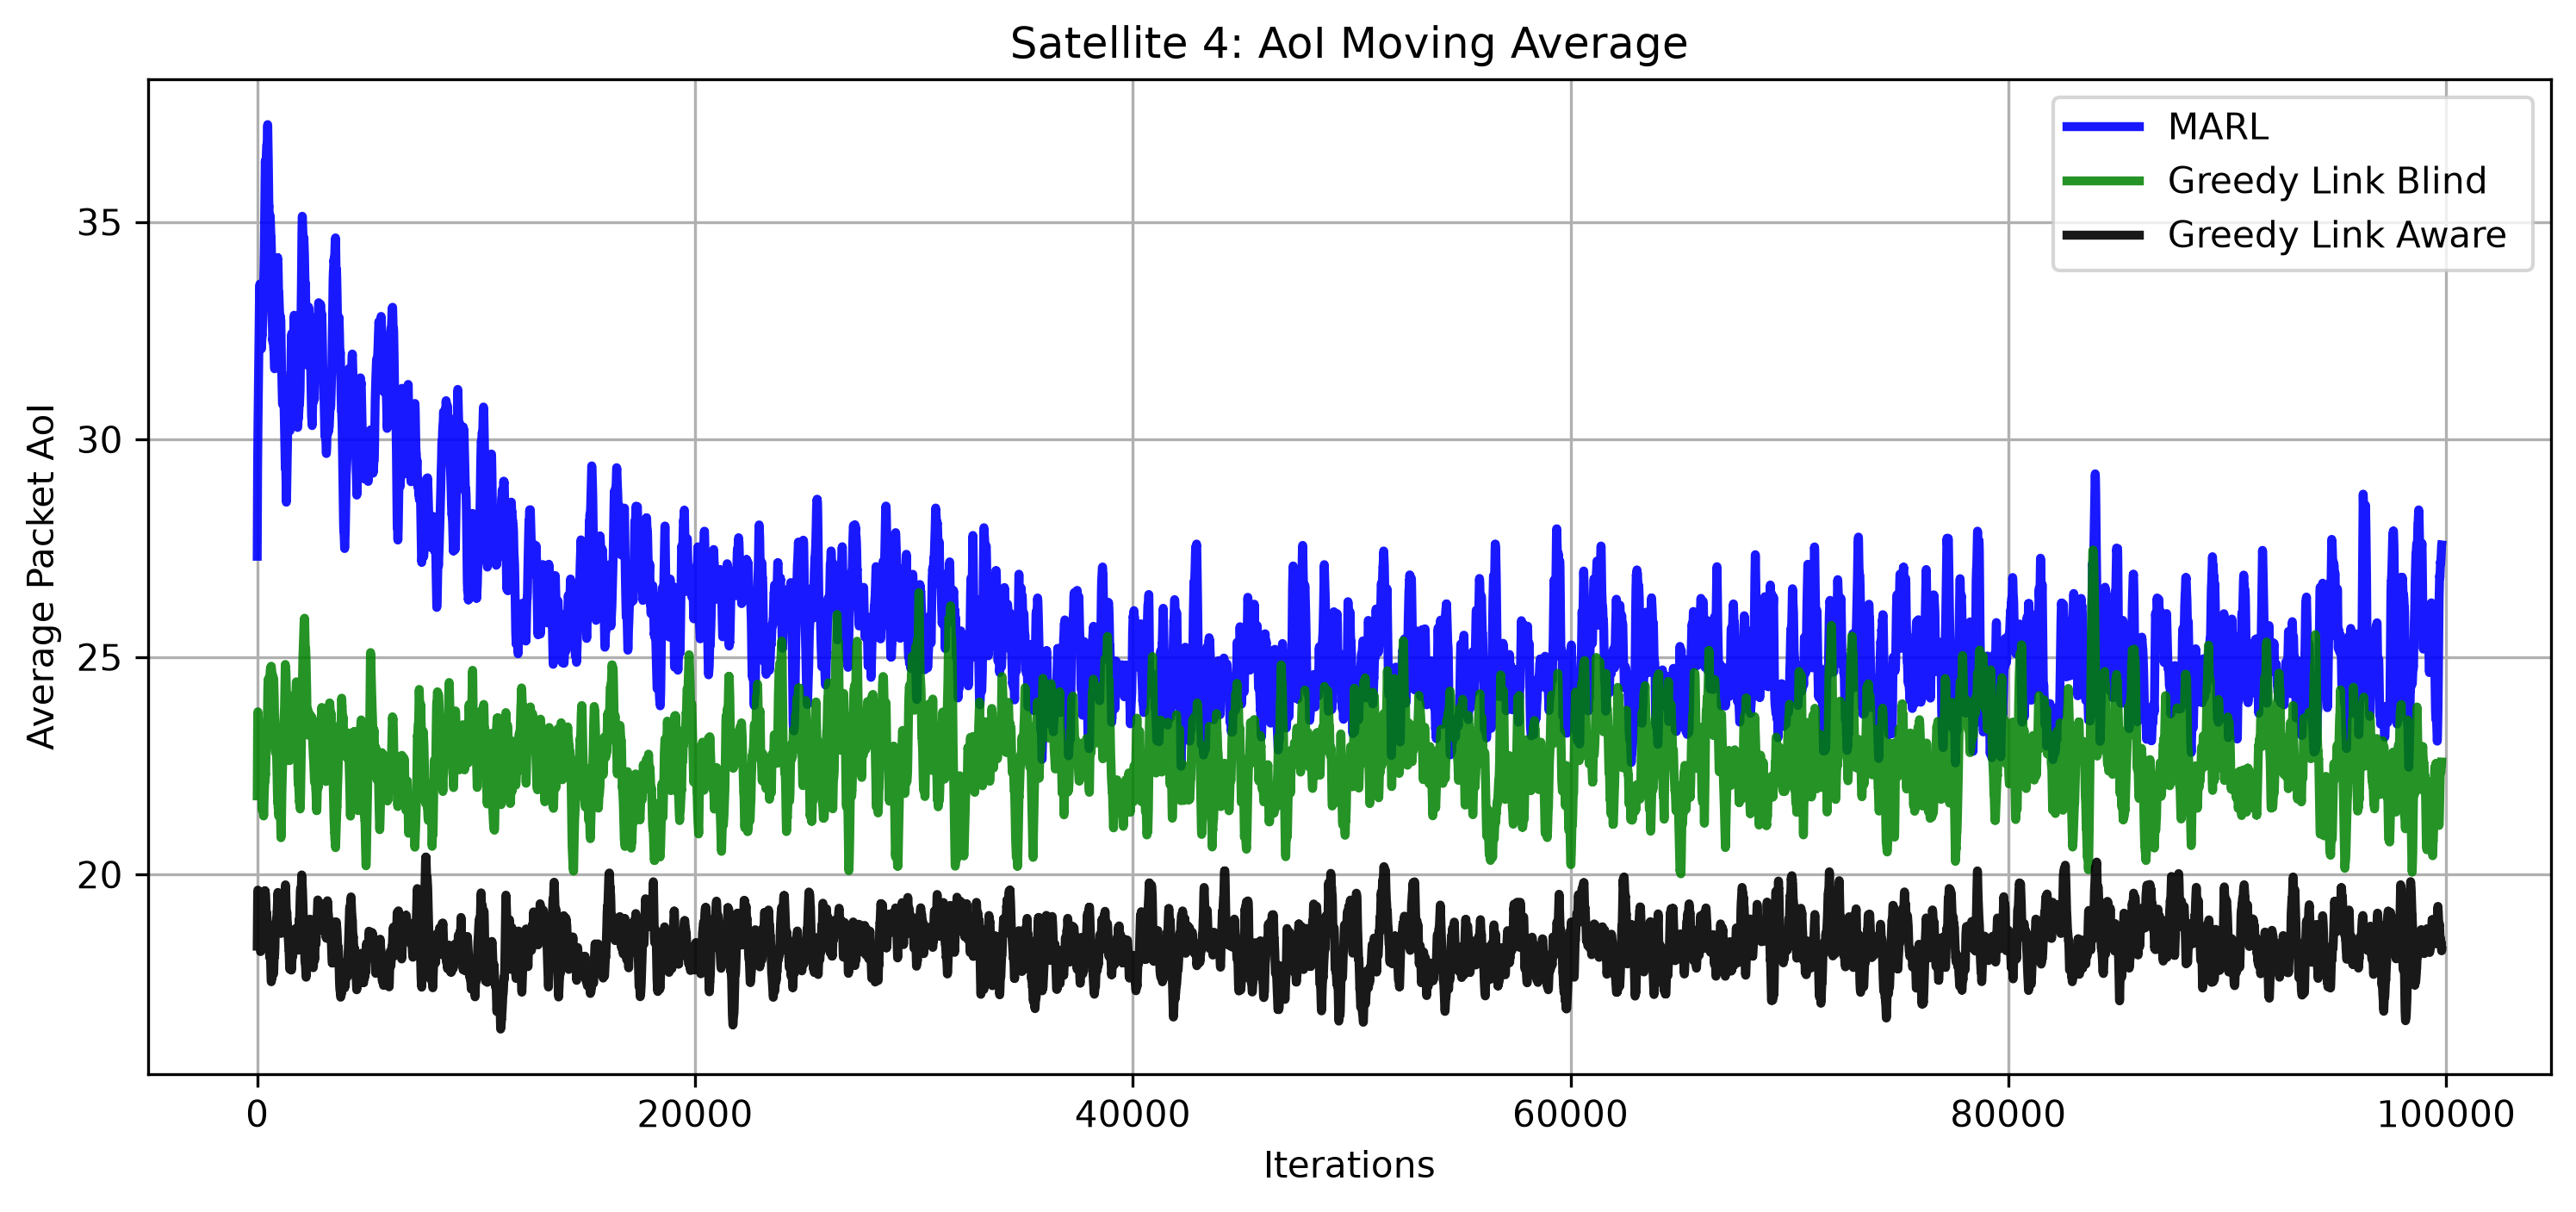 Satellite 4: AoI Moving Average
MARL
Greedy Link Blind
Greedy Link Aware
Average Packet AoI
35
30
25
20
0 20000 40000 60000 80000 100000
Iterations